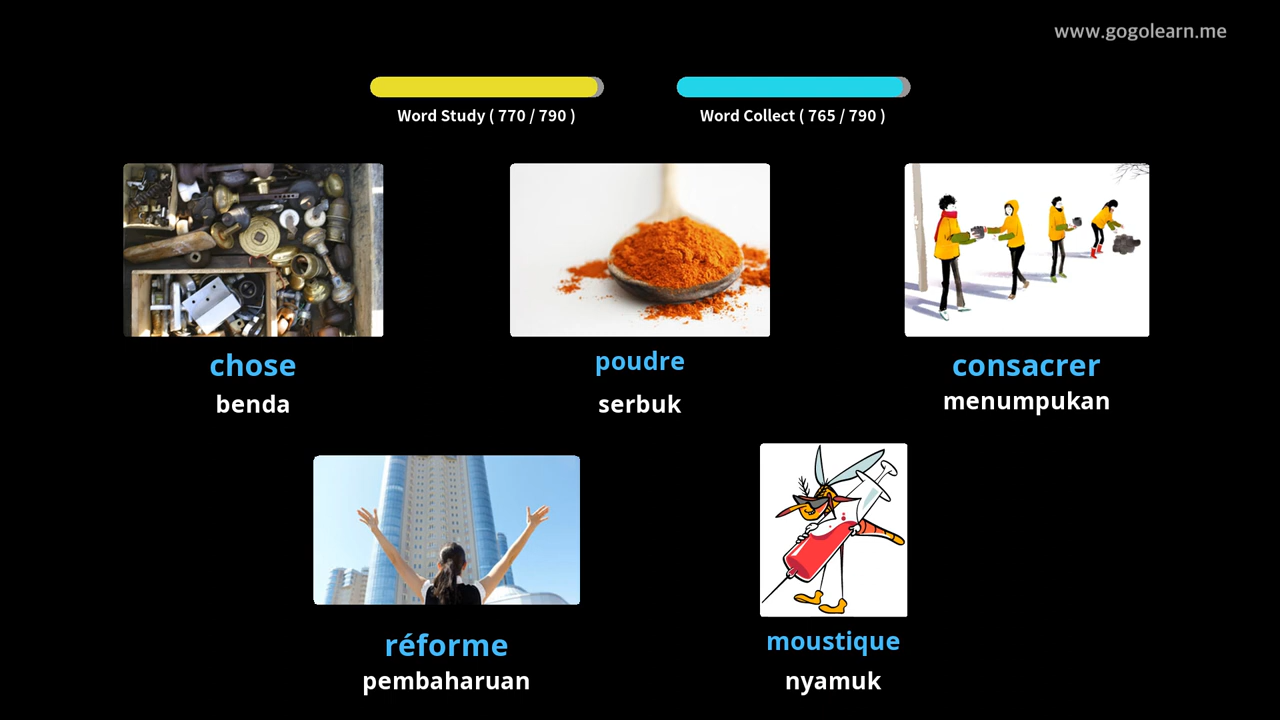 www.gogolearn.me
Word Study ( 770 / 790 )
Word Collect ( 765 / 790 )
chose
benda
poudre
serbuk
consacrer
menumpukan
réforme
pembaharuan
moustique
nyamuk